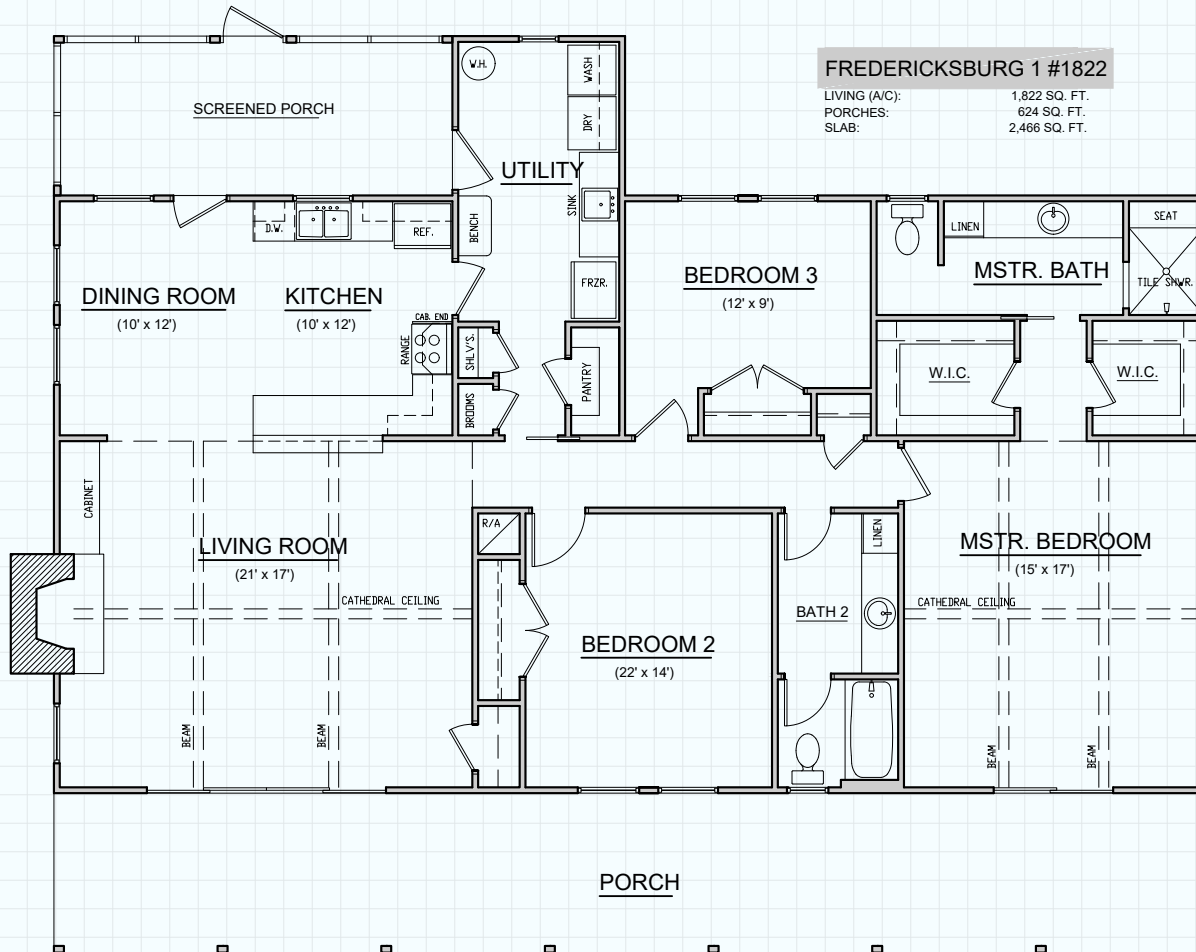 FREDERICKSBURG 1 #1822
LIVING (A/C): 1,822 SQ. FT.
PORCHES: 624 SQ. FT.
SLAB: 2,466 SQ. FT.
SCREENED PORCH
W.H.
WASH
DRY
UTILITY
SINK
BENCH
FRZR.
D.W.
REF.
DINING ROOM
(10' x 12')
KITCHEN
(10' x 12')
CAB. END
RANGE
SHLV'S.
BROOMS
PANTRY
BEDROOM 3
(12' x 9')
LINEN
MSTR. BATH
SEAT
TILE SHWR.
W.I.C.
W.I.C.
CABINET
LIVING ROOM
(21' x 17')
CATHEDRAL CEILING
BEAM
BEAM
R/A
BEDROOM 2
(22' x 14')
LINEN
BATH 2
MSTR. BEDROOM
(15' x 17')
CATHEDRAL CEILING
BEAM
BEAM
PORCH